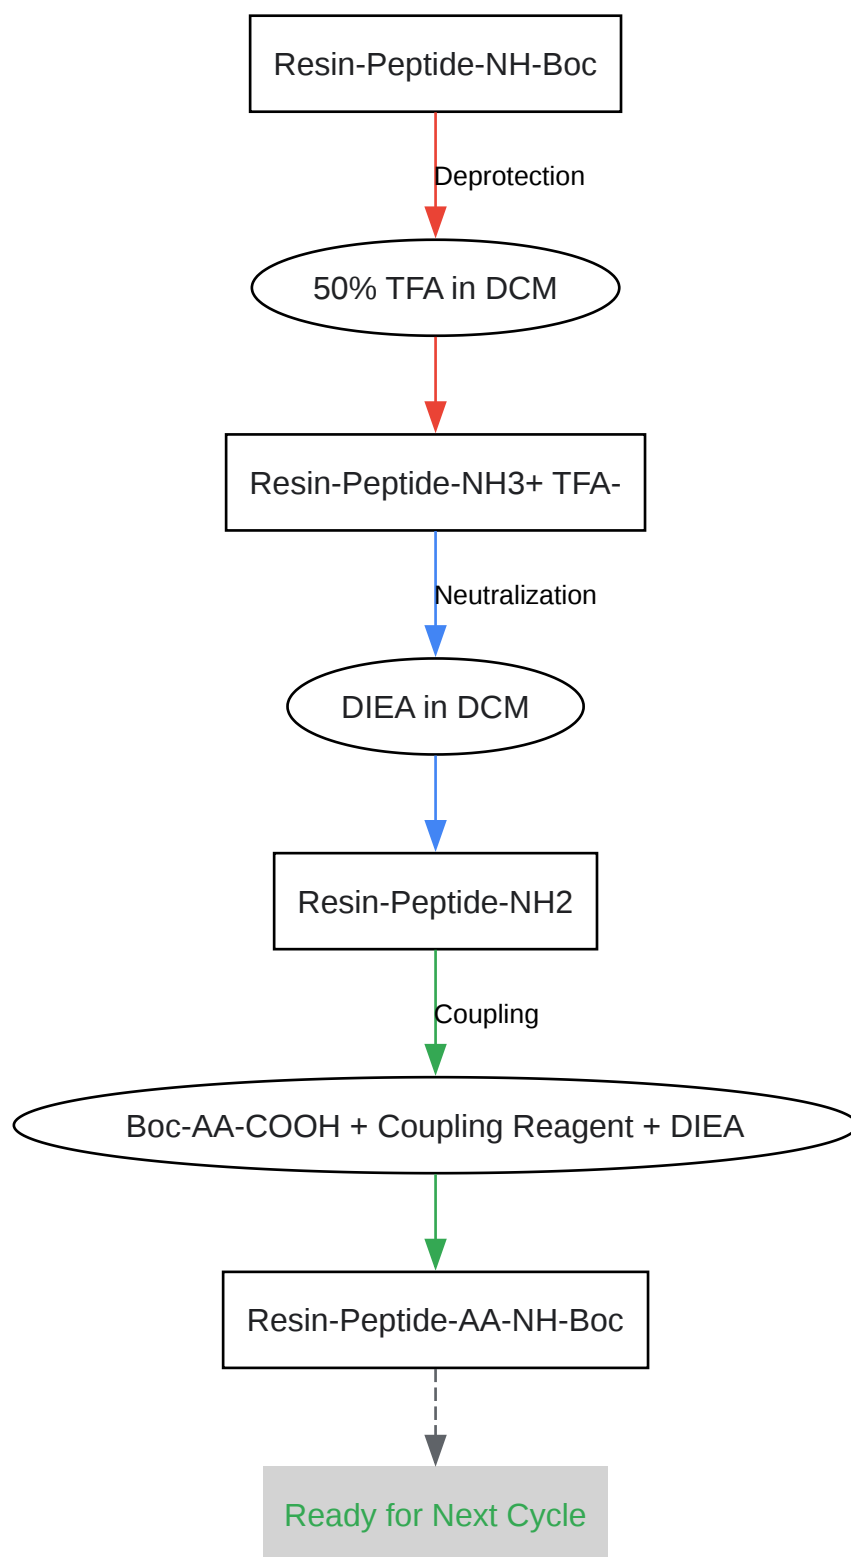 Resin-Peptide-NH-Boc
Deprotection
50% TFA in DCM
Resin-Peptide-NH3+ TFA-
Neutralization
DIEA in DCM
Resin-Peptide-NH2
Coupling
Boc-AA-COOH + Coupling Reagent + DIEA
Resin-Peptide-AA-NH-Boc
Ready for Next Cycle